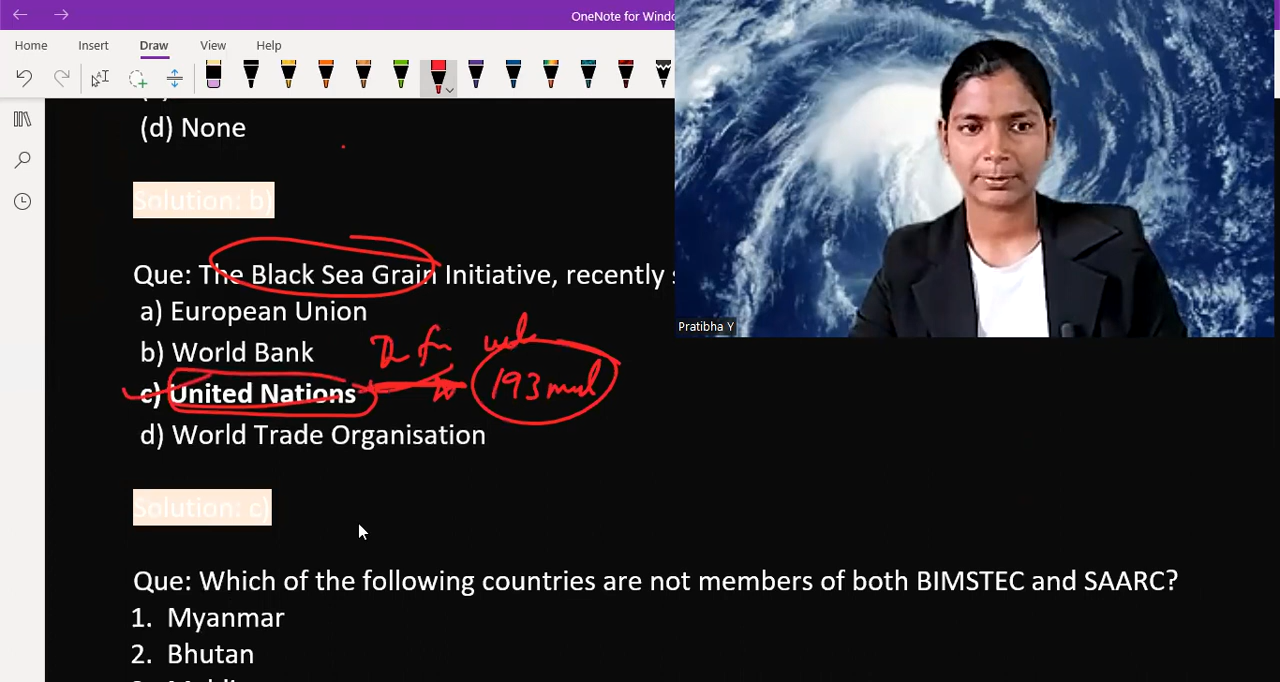 OneNote for Windo
Home Insert Draw View Help
(d) None
Solution: b)
Que: The Black Sea Grain Initiative, recently s
a) European Union
b) World Bank
c) United Nations
193
d) World Trade Organisation
Solution: c)
Que: Which of the following countries are not members of both BIMSTEC and SAARC?
1. Myanmar
2. Bhutan
Pratibha Y